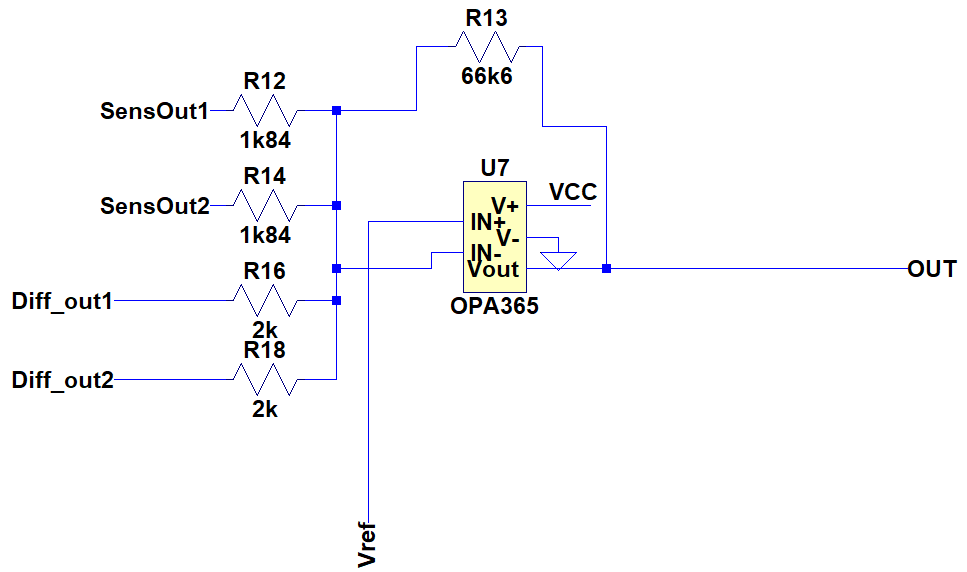 R13
66k6
R12
SensOut1
1k84
R14
SensOut2
1k84
R16
Diff_out1
2k
R18
Diff_out2
2k
U7
VCC
V+
IN+
V-
IN-
Vout
OPA365
OUT
Vref